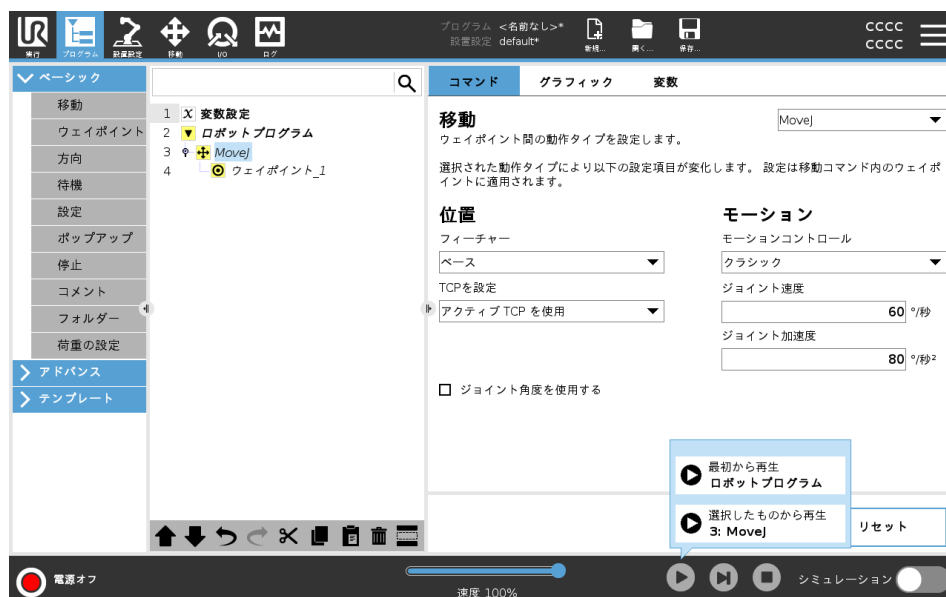 UR
実行
プログラム
設置設定
移動
I/O
ログ
プログラム <名前なし>*
設置設定 default*
新規...
開く...
保存...
CCCC
CCCC
ベーシック
移動
ウェイポイント
方向
待機
設定
ポップアップ
停止
コメント
フォルダー
荷重の設定
アドバンス
テンプレート
1 X 変数設定
2 ロボットプログラム
3 MoveJ
4 ウェイポイント_1
コマンド
グラフィック
変数
移動
MoveJ
ウェイポイント間の動作タイプを設定します。
選択された動作タイプにより以下の設定項目が変化します。 設定は移動コマンド内のウェイポ
イントに適用されます。
位置
フィーチャー
ベース
TCPを設定
アクティブ TCP を使用
モーション
モーションコントロール
クラシック
ジョイント速度
60 °/秒
ジョイント加速度
80 °/秒²
ジョイント角度を使用する
最初から再生
ロボットプログラム
選択したものから再生
3: MoveJ
リセット
電源オフ
速度 100%
シミュレーション